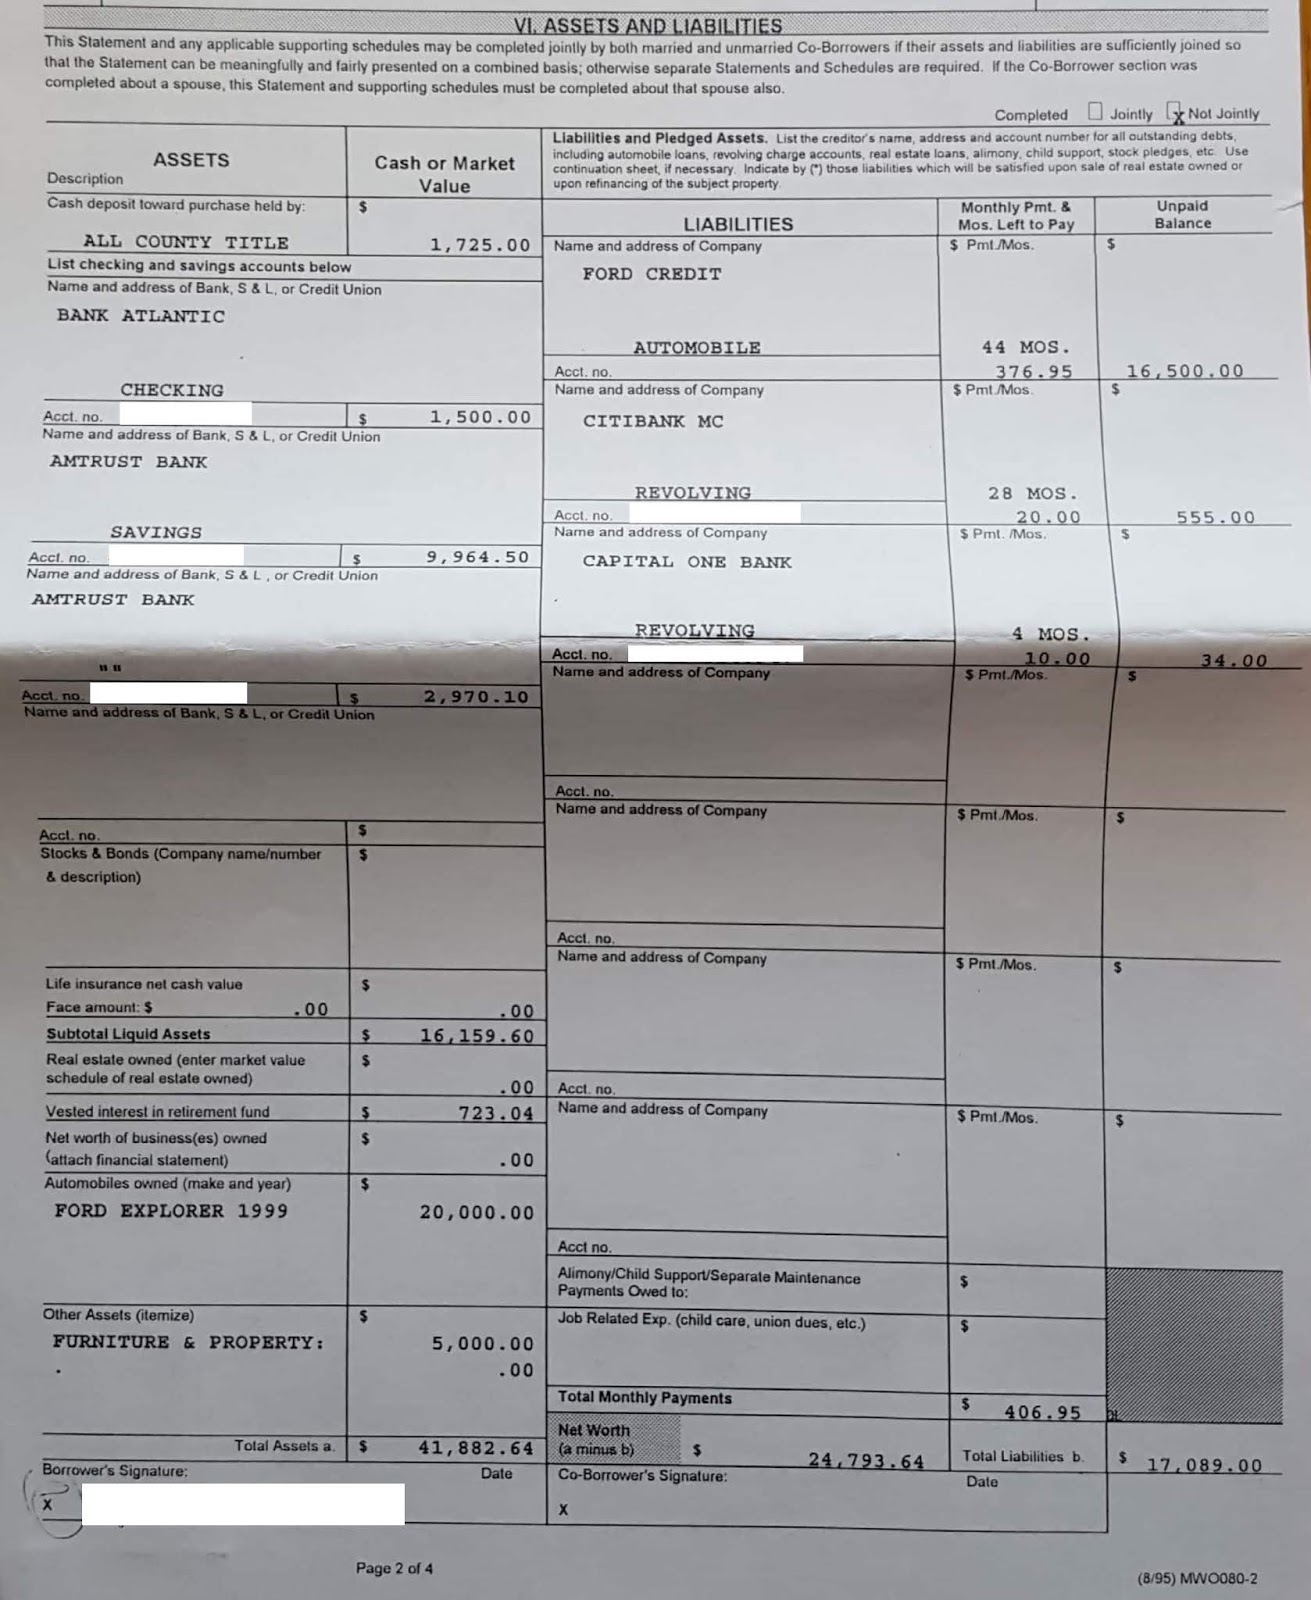 VI. ASSETS AND LIABILITIES
This Statement and any applicable supporting schedules may be completed jointly by both married and unmarried Co-Borrowers if their assets and liabilities are sufficiently joined so
that the Statement can be meaningfully and fairly presented on a combined basis; otherwise separate Statements and Schedules are required. If the Co-Borrower section was
completed about a spouse, this Statement and supporting schedules must be completed about that spouse also.
Completed Jointly x Not Jointly
ASSETS
Description
Cash or Market
Value
Cash deposit toward purchase held by:
$
ALL COUNTY TITLE 1,725.00
List checking and savings accounts below
Name and address of Bank, S & L, or Credit Union
BANK ATLANTIC
CHECKING
Acct. no. $ 1,500.00
Name and address of Bank, S & L, or Credit Union
AMTRUST BANK
SAVINGS
Acct. no. $ 9,964.50
Name and address of Bank, S & L, or Credit Union
AMTRUST BANK
" "
Acct. no. $ 2,970.10
Name and address of Bank, S & L, or Credit Union
Acct. no. $
Stocks & Bonds (Company name/number $
& description)
Life insurance net cash value $
Face amount: $ .00 .00
Subtotal Liquid Assets $ 16,159.60
Real estate owned (enter market value $
schedule of real estate owned) .00
Vested interest in retirement fund $ 723.04
Net worth of business(es) owned $
(attach financial statement) .00
Automobiles owned (make and year) $
FORD EXPLORER 1999 20,000.00
Other Assets (itemize) $
FURNITURE & PROPERTY: 5,000.00
. .00
Total Assets a. $ 41,882.64
Borrower's Signature: Date
X
Liabilities and Pledged Assets. List the creditor's name, address and account number for all outstanding debts,
including automobile loans, revolving charge accounts, real estate loans, alimony, child support, stock pledges, etc. Use
continuation sheet, if necessary. Indicate by (*) those liabilities which will be satisfied upon sale of real estate owned or
upon refinancing of the subject property.
LIABILITIES
Monthly Pmt. &
Mos. Left to Pay
Unpaid
Balance
Name and address of Company $ Pmt./Mos. $
FORD CREDIT
AUTOMOBILE 44 MOS.
Acct. no. 376.95 16,500.00
Name and address of Company $ Pmt./Mos. $
CITIBANK MC
REVOLVING 28 MOS.
Acct. no. 20.00 555.00
Name and address of Company $ Pmt. /Mos. $
CAPITAL ONE BANK
REVOLVING 4 MOS.
Acct. no. 10.00 34.00
Name and address of Company $ Pmt./Mos. $
Acct. no.
Name and address of Company $ Pmt./Mos. $
Acct. no.
Name and address of Company $ Pmt./Mos. $
Acct. no.
Name and address of Company $ Pmt./Mos. $
Acct no.
Alimony/Child Support/Separate Maintenance $
Payments Owed to:
Job Related Exp. (child care, union dues, etc.) $
Total Monthly Payments $ 406.95
Net Worth
(a minus b) $ 24,793.64 Total Liabilities b. $ 17,089.00
Co-Borrower's Signature: Date
X
Page 2 of 4
(8/95) MWO080-2